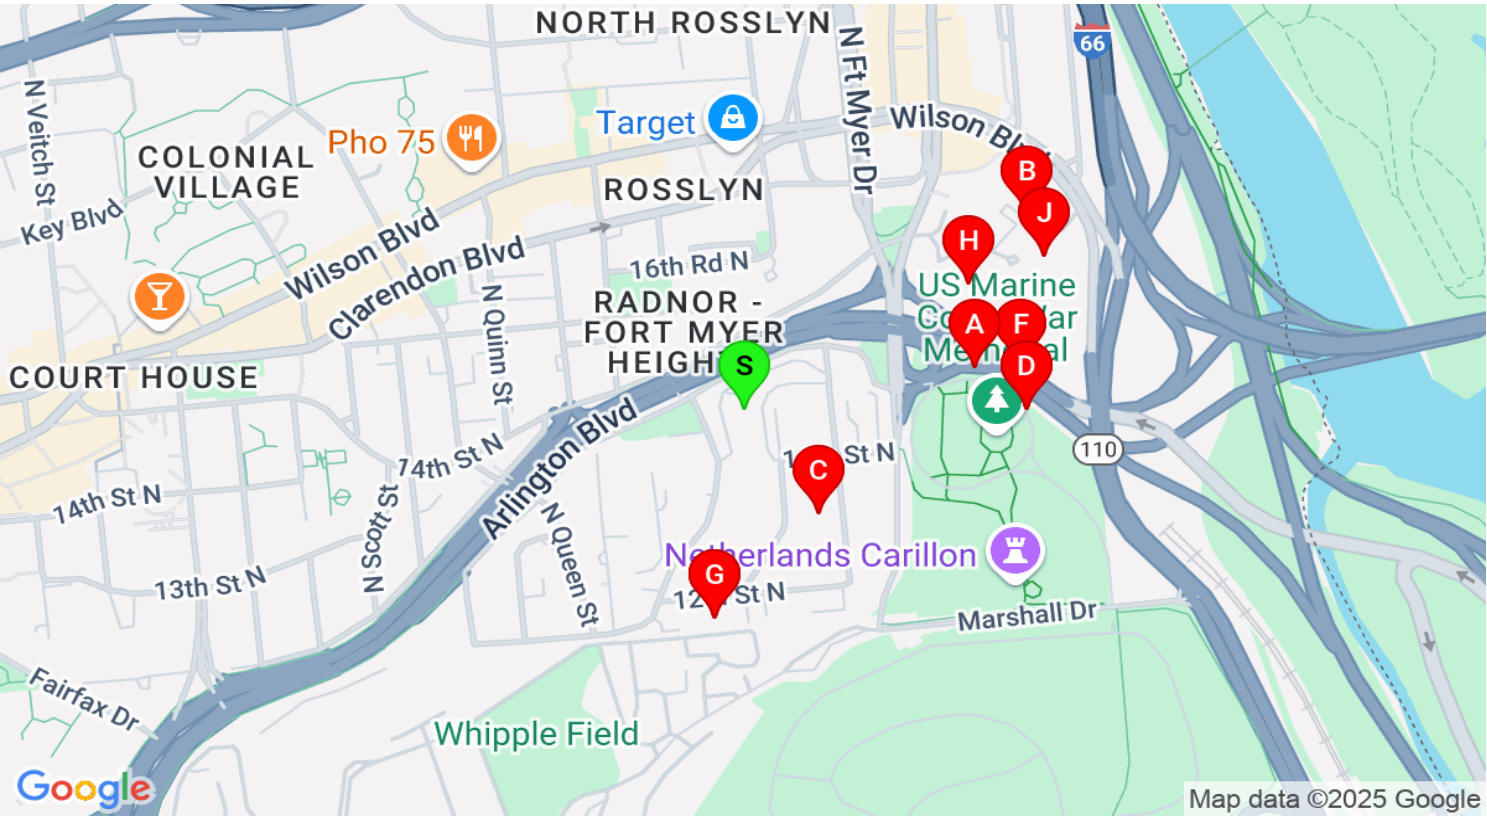 NORTH ROSSLYN
66
N Ft Myer Dr
N Veitch St
Wilson Blvd
Target
Pho 75
COLONIAL
VILLAGE
ROSSLYN
B
J
H
Key Blvd
Wilson Blvd
Clarendon Blvd
16th Rd N
US Marine
Memorial
A
F
D
RADNOR -
FORT MYER
HEIGHTS
S
N Quinn St
COURT HOUSE
Arlington Blvd
14th St N
14th St N
St N
C
110
N Scott St
N Queen St
Netherlands Carillon
G
13th St N
12th St N
Marshall Dr
Fairfax Dr
Whipple Field
Google
Map data ©2025 Google